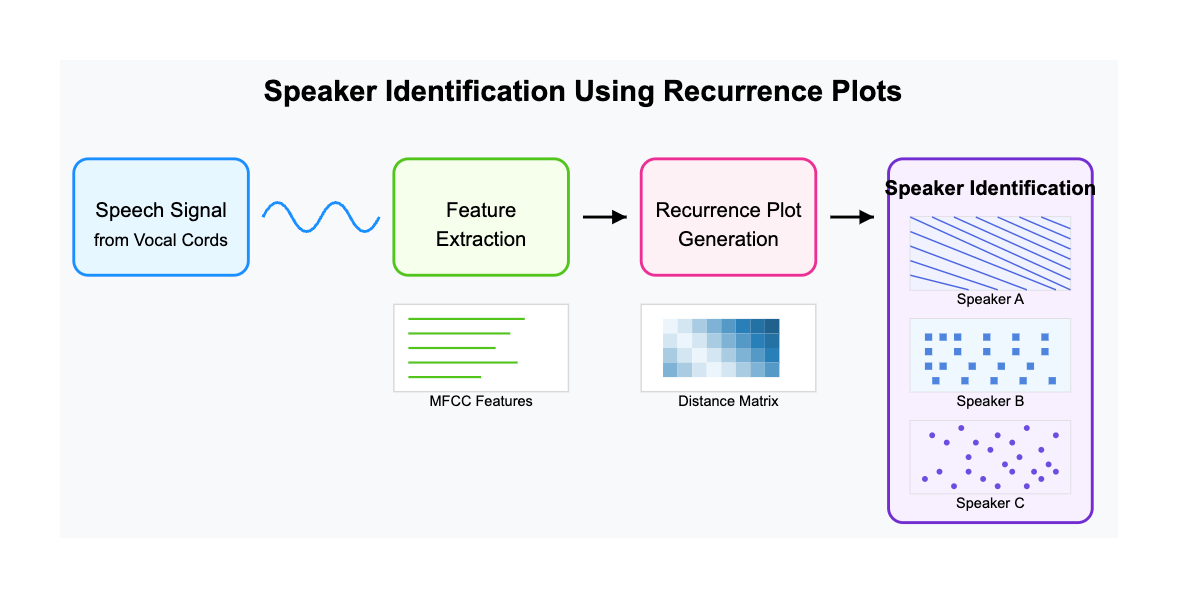 Speaker Identification Using Recurrence Plots
Speech Signal
from Vocal Cords
Feature
Extraction
MFCC Features
Recurrence Plot
Generation
Distance Matrix
Speaker Identification
Speaker A
Speaker B
Speaker C